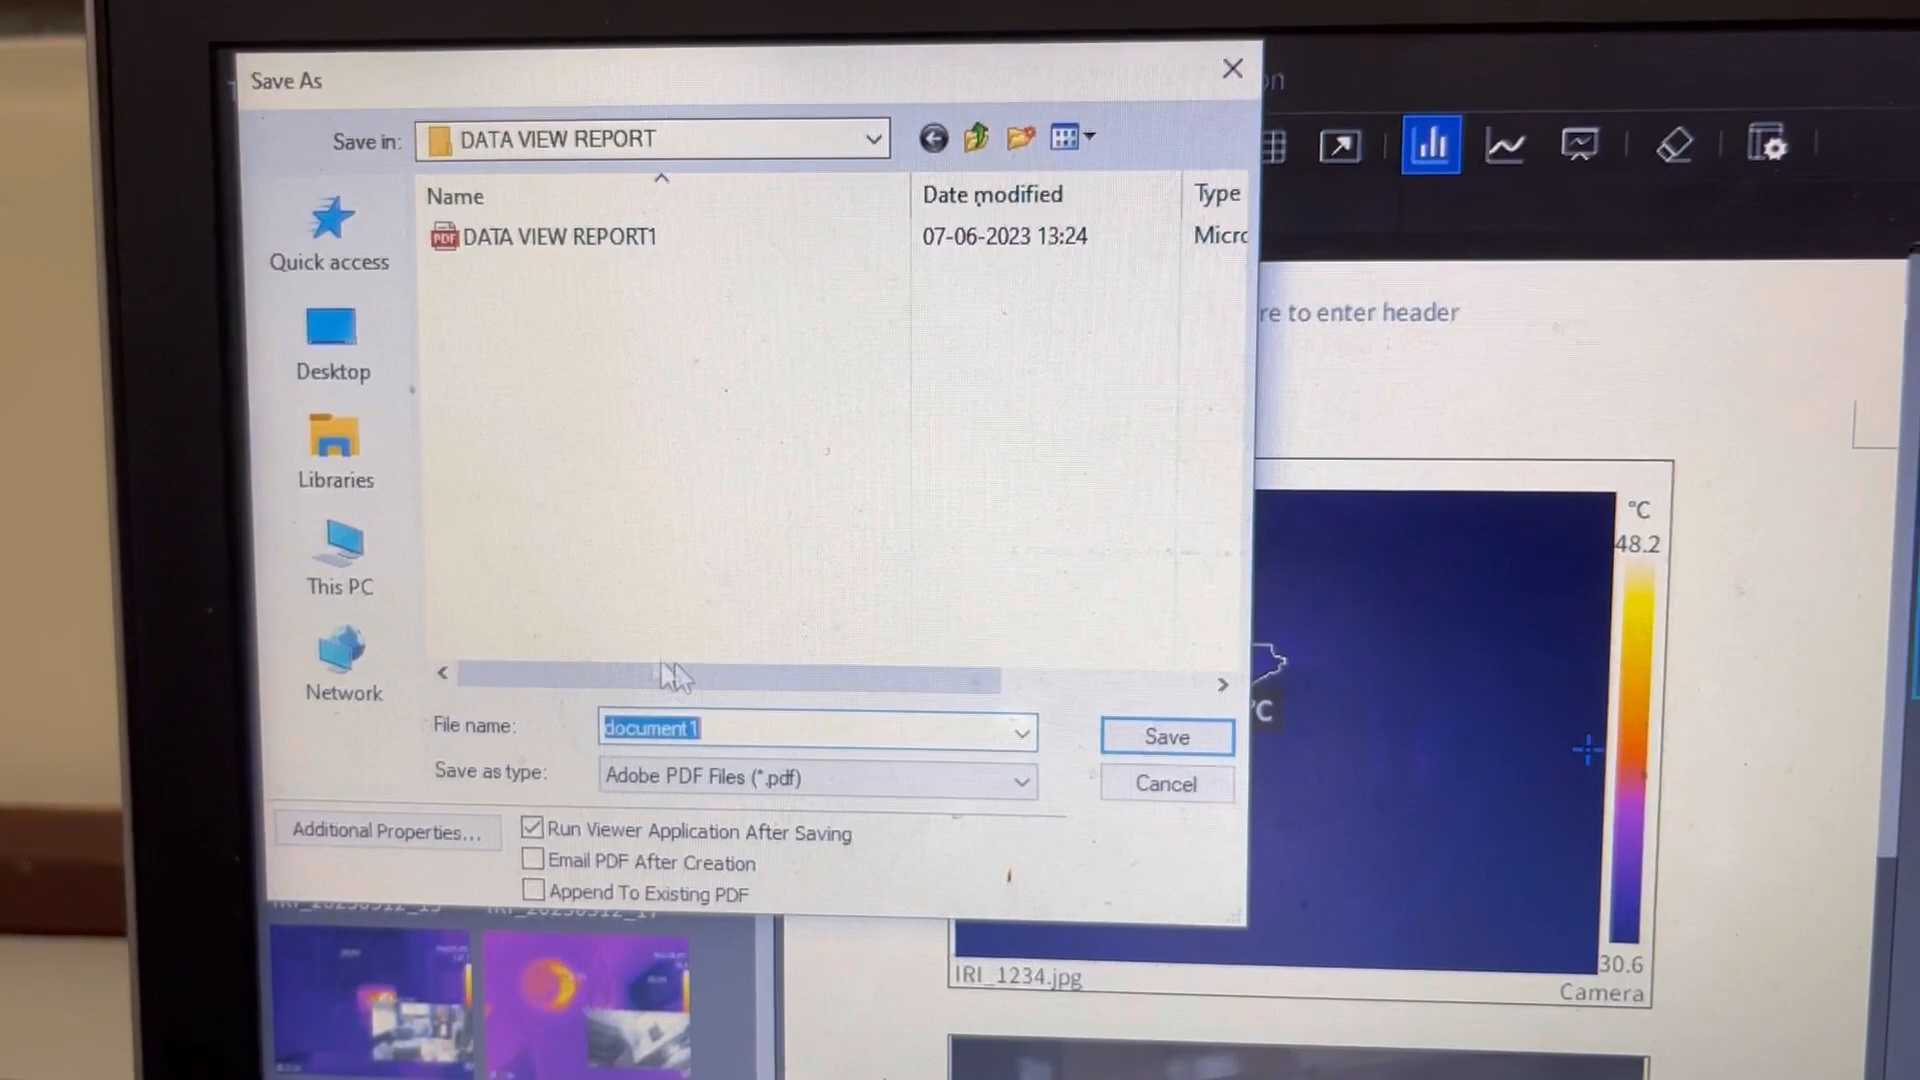 Save As
on
Save in:
DATA VIEW REPORT
Name
Date modified
Type
PDF
DATA VIEW REPORT1
07-06-2023 13:24
Micro
Quick access
Desktop
Libraries
This PC
Network
File name:
document1
Save
Save as type:
Adobe PDF Files (*.pdf)
Cancel
Additional Properties...
Run Viewer Application After Saving
Email PDF After Creation
Append To Existing PDF
re to enter header
°C
48.2
°C
30.6
IRI_1234.jpg
Camera